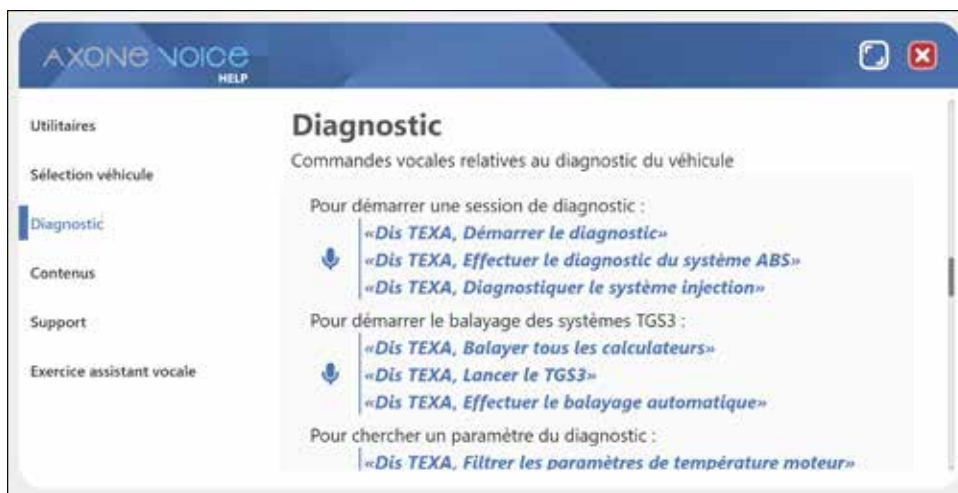 AXONE VOICE
HELP
Utilitaires
Sélection véhicule
Diagnostic
Contenus
Support
Exercice assistant vocale
Diagnostic
Commandes vocales relatives au diagnostic du véhicule
Pour démarrer une session de diagnostic :
«Dis TEXA, Démarrer le diagnostic»
«Dis TEXA, Effectuer le diagnostic du système ABS»
«Dis TEXA, Diagnostiquer le système injection»
Pour démarrer le balayage des systèmes TGS3 :
«Dis TEXA, Balayer tous les calculateurs»
«Dis TEXA, Lancer le TGS3»
«Dis TEXA, Effectuer le balayage automatique»
Pour chercher un paramètre du diagnostic :
«Dis TEXA, Filtrer les paramètres de température moteur»